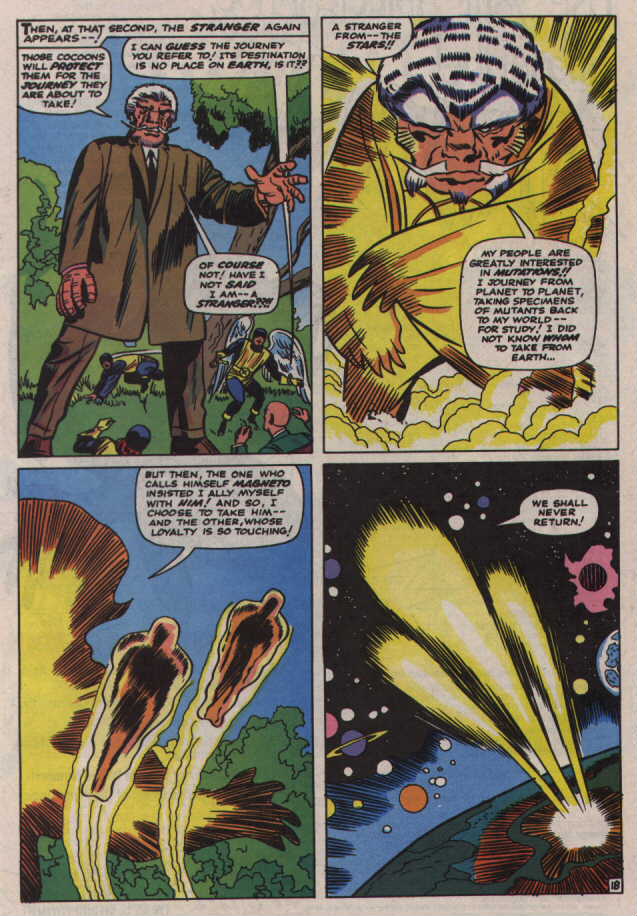 THEN, AT THAT SECOND, THE STRANGER AGAIN
APPEARS--!
THOSE COCOONS
WILL PROTECT
THEM FOR THE
JOURNEY THEY
ARE ABOUT TO
TAKE!
I CAN GUESS THE JOURNEY
YOU REFER TO! ITS DESTINATION
IS NO PLACE ON EARTH, IS IT??
OF COURSE
NOT! HAVE I
NOT SAID
I AM--A
STRANGER??!!
A STRANGER
FROM--THE
STARS!!
MY PEOPLE ARE
GREATLY INTERESTED
IN MUTATIONS!!
I JOURNEY FROM
PLANET TO PLANET,
TAKING SPECIMENS
OF MUTANTS BACK
TO MY WORLD--
FOR STUDY! I DID
NOT KNOW WHOM
TO TAKE FROM
EARTH...
BUT THEN, THE ONE WHO
CALLS HIMSELF MAGNETO
INSISTED I ALLY MYSELF
WITH HIM! AND SO, I
CHOOSE TO TAKE HIM--
AND THE OTHER, WHOSE
LOYALTY IS SO TOUCHING!
WE SHALL
NEVER
RETURN!
18